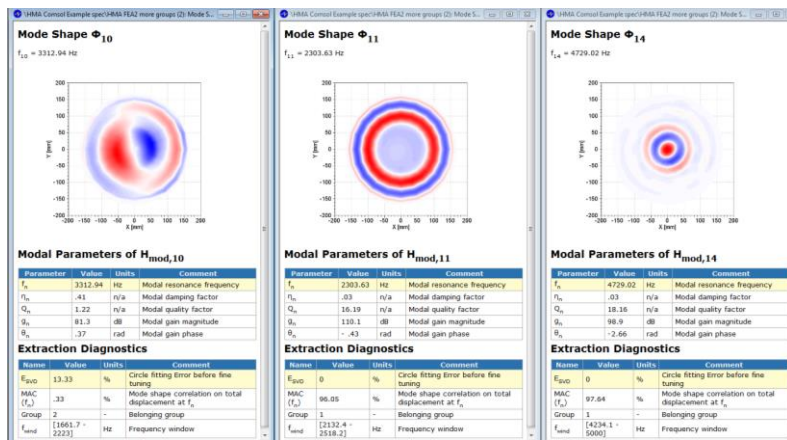 \HMA Comsol Example spec\HMA FEA2 more groups (2): Mode S...
Mode Shape Φ10
f10 = 3312.94 Hz
200
150
100
50
0
-50
-100
-150
-200
Y [mm]
-200 -150 -100 -50 0 50 100 150 200
X [mm]
Modal Parameters of Hmod,10
Parameter Value Units Comment
fn 3312.94 Hz Modal resonance frequency
ηn .41 n/a Modal damping factor
Qn 1.22 n/a Modal quality factor
gn 81.3 dB Modal gain magnitude
θn .37 rad Modal gain phase
Extraction Diagnostics
Name Value Units Comment
ESVD 13.33 % Circle fitting Error before fine
tuning
MAC
(fn) .33 % Mode shape correlation on total
displacement at fn
Group 2 - Belonging group
fwind [1661.7 -
2223] Hz Frequency window
\HMA Comsol Example spec\HMA FEA2 more groups (2): Mode S...
Mode Shape Φ11
f11 = 2303.63 Hz
200
150
100
50
0
-50
-100
-150
-200
Y [mm]
-200 -150 -100 -50 0 50 100 150 200
X [mm]
Modal Parameters of Hmod,11
Parameter Value Units Comment
fn 2303.63 Hz Modal resonance frequency
ηn .03 n/a Modal damping factor
Qn 16.19 n/a Modal quality factor
gn 110.1 dB Modal gain magnitude
θn - .43 rad Modal gain phase
Extraction Diagnostics
Name Value Units Comment
ESVD 0 % Circle fitting Error before fine
tuning
MAC
(fn) 96.05 % Mode shape correlation on total
displacement at fn
Group 1 - Belonging group
fwind [2132.4 -
2518.2] Hz Frequency window
\HMA Comsol Example spec\HMA FEA2 more groups (2): Mode S...
Mode Shape Φ14
f14 = 4729.02 Hz
200
150
100
50
0
-50
-100
-150
-200
Y [mm]
-200 -150 -100 -50 0 50 100 150 200
X [mm]
Modal Parameters of Hmod,14
Parameter Value Units Comment
fn 4729.02 Hz Modal resonance frequency
ηn .03 n/a Modal damping factor
Qn 18.16 n/a Modal quality factor
gn 98.9 dB Modal gain magnitude
θn -2.66 rad Modal gain phase
Extraction Diagnostics
Name Value Units Comment
ESVD 0 % Circle fitting Error before fine
tuning
MAC
(fn) 97.64 % Mode shape correlation on total
displacement at fn
Group 1 - Belonging group
fwind [4234.1 -
5000] Hz Frequency window